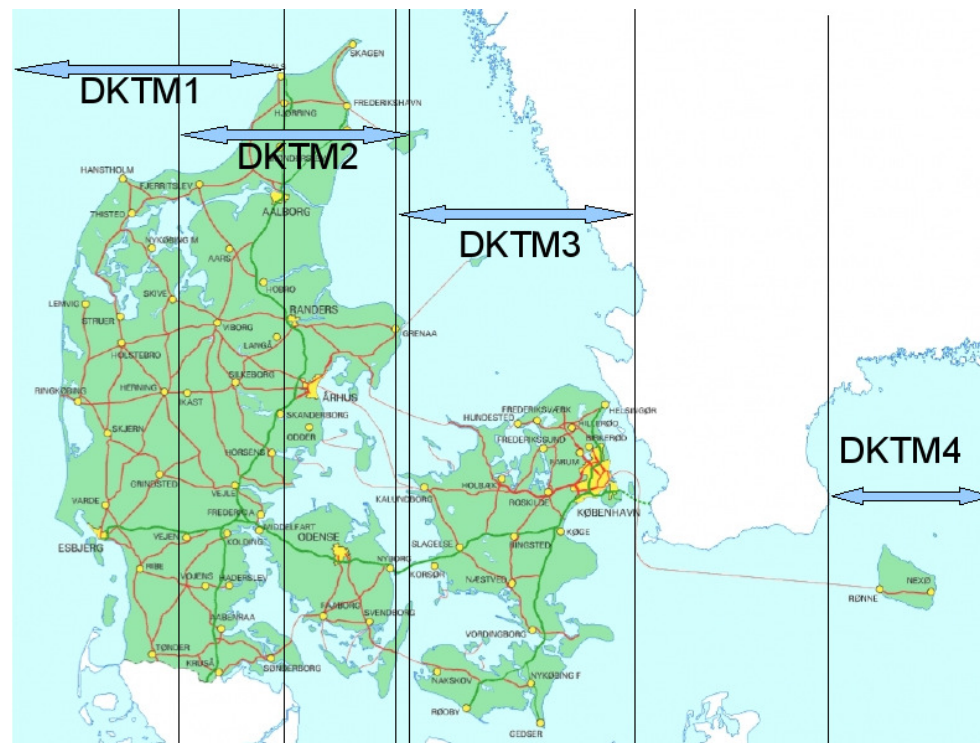 SKAGEN
DKTM1
HJØRRING
FREDERIKSHAVN
DKTM2
HANSTHOLM
FJERRITSLEV
THISTED
AALBORG
DKTM3
NYKØBING M
AARS
HOBRO
LEMVIG
SKIVE
RANDERS
STRUER
VIBORG
GRENAA
LANGÅ
HOLSTEBRO
SILKEBORG
HERNING
RINGKØBING
IKAST
ÅRHUS
HELSINGØR
FREDERIKSVÆRK
HUNDESTED
SKANDERBORG
HILLERØD
SKJERN
ODDER
FREDERIKSSUND
BIRKERØD
HORSENS
FARUM
DKTM4
GRINDSTED
HOLBÆK
VEJLE
KALUNDBORG
ROSKILDE
VARDE
KØBENHAVN
FREDERICIA
MIDDELFART
ODENSE
ESBJERG
VEJEN
KOLDING
KØGE
RINGSTED
SLAGELSE
NYBORG
KORSØR
RIBE
VOJENS
HADERSLEV
NÆSTVED
NEXØ
RØNNE
FAABORG
SVENDBORG
AABENRAA
VORDINGBORG
TØNDER
KRUSÅ
SØNDERBORG
NAKSKOV
NYKØBING F
RØDBY
GEDSER